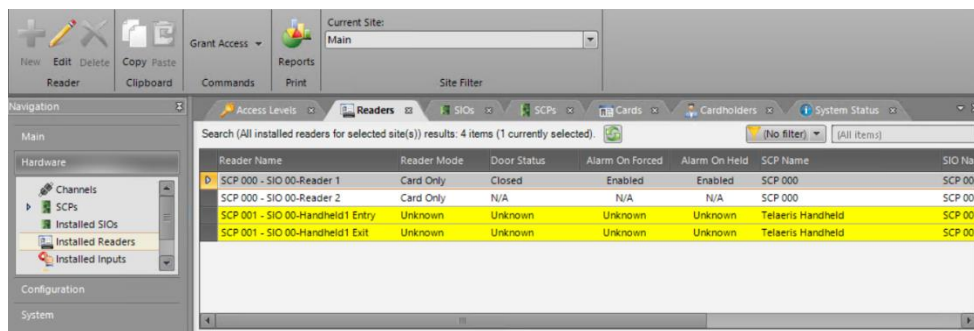 Current Site:
Main
New Edit Delete Copy Paste Grant Access Reports
Reader Clipboard Commands Print Site Filter
Navigation
Access Levels Readers SIOs SCPs Cards Cardholders System Status
Main
Search (All installed readers for selected site(s)) results: 4 items (1 currently selected). (No filter) (All items)
Hardware
Reader Name Reader Mode Door Status Alarm On Forced Alarm On Held SCP Name SIO Na
Channels
SCPs
Installed SIOs
Installed Readers
Installed Inputs
SCP 000 - SIO 00-Reader 1 Card Only Closed Enabled Enabled SCP 000 SCP 00
SCP 000 - SIO 00-Reader 2 Card Only N/A N/A N/A SCP 000 SCP 00
SCP 001 - SIO 00-Handheld1 Entry Unknown Unknown Unknown Unknown Telaeris Handheld SCP 00
SCP 001 - SIO 00-Handheld1 Exit Unknown Unknown Unknown Unknown Telaeris Handheld SCP 00
Configuration
System